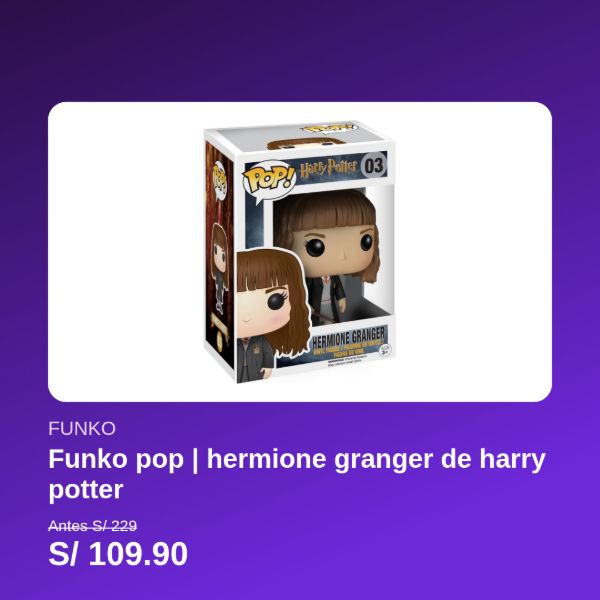 POP!
Harry Potter
03
HERMIONE GRANGER
FUNKO
Funko pop | hermione granger de harry
potter
Antes S/ 229
S/ 109.90